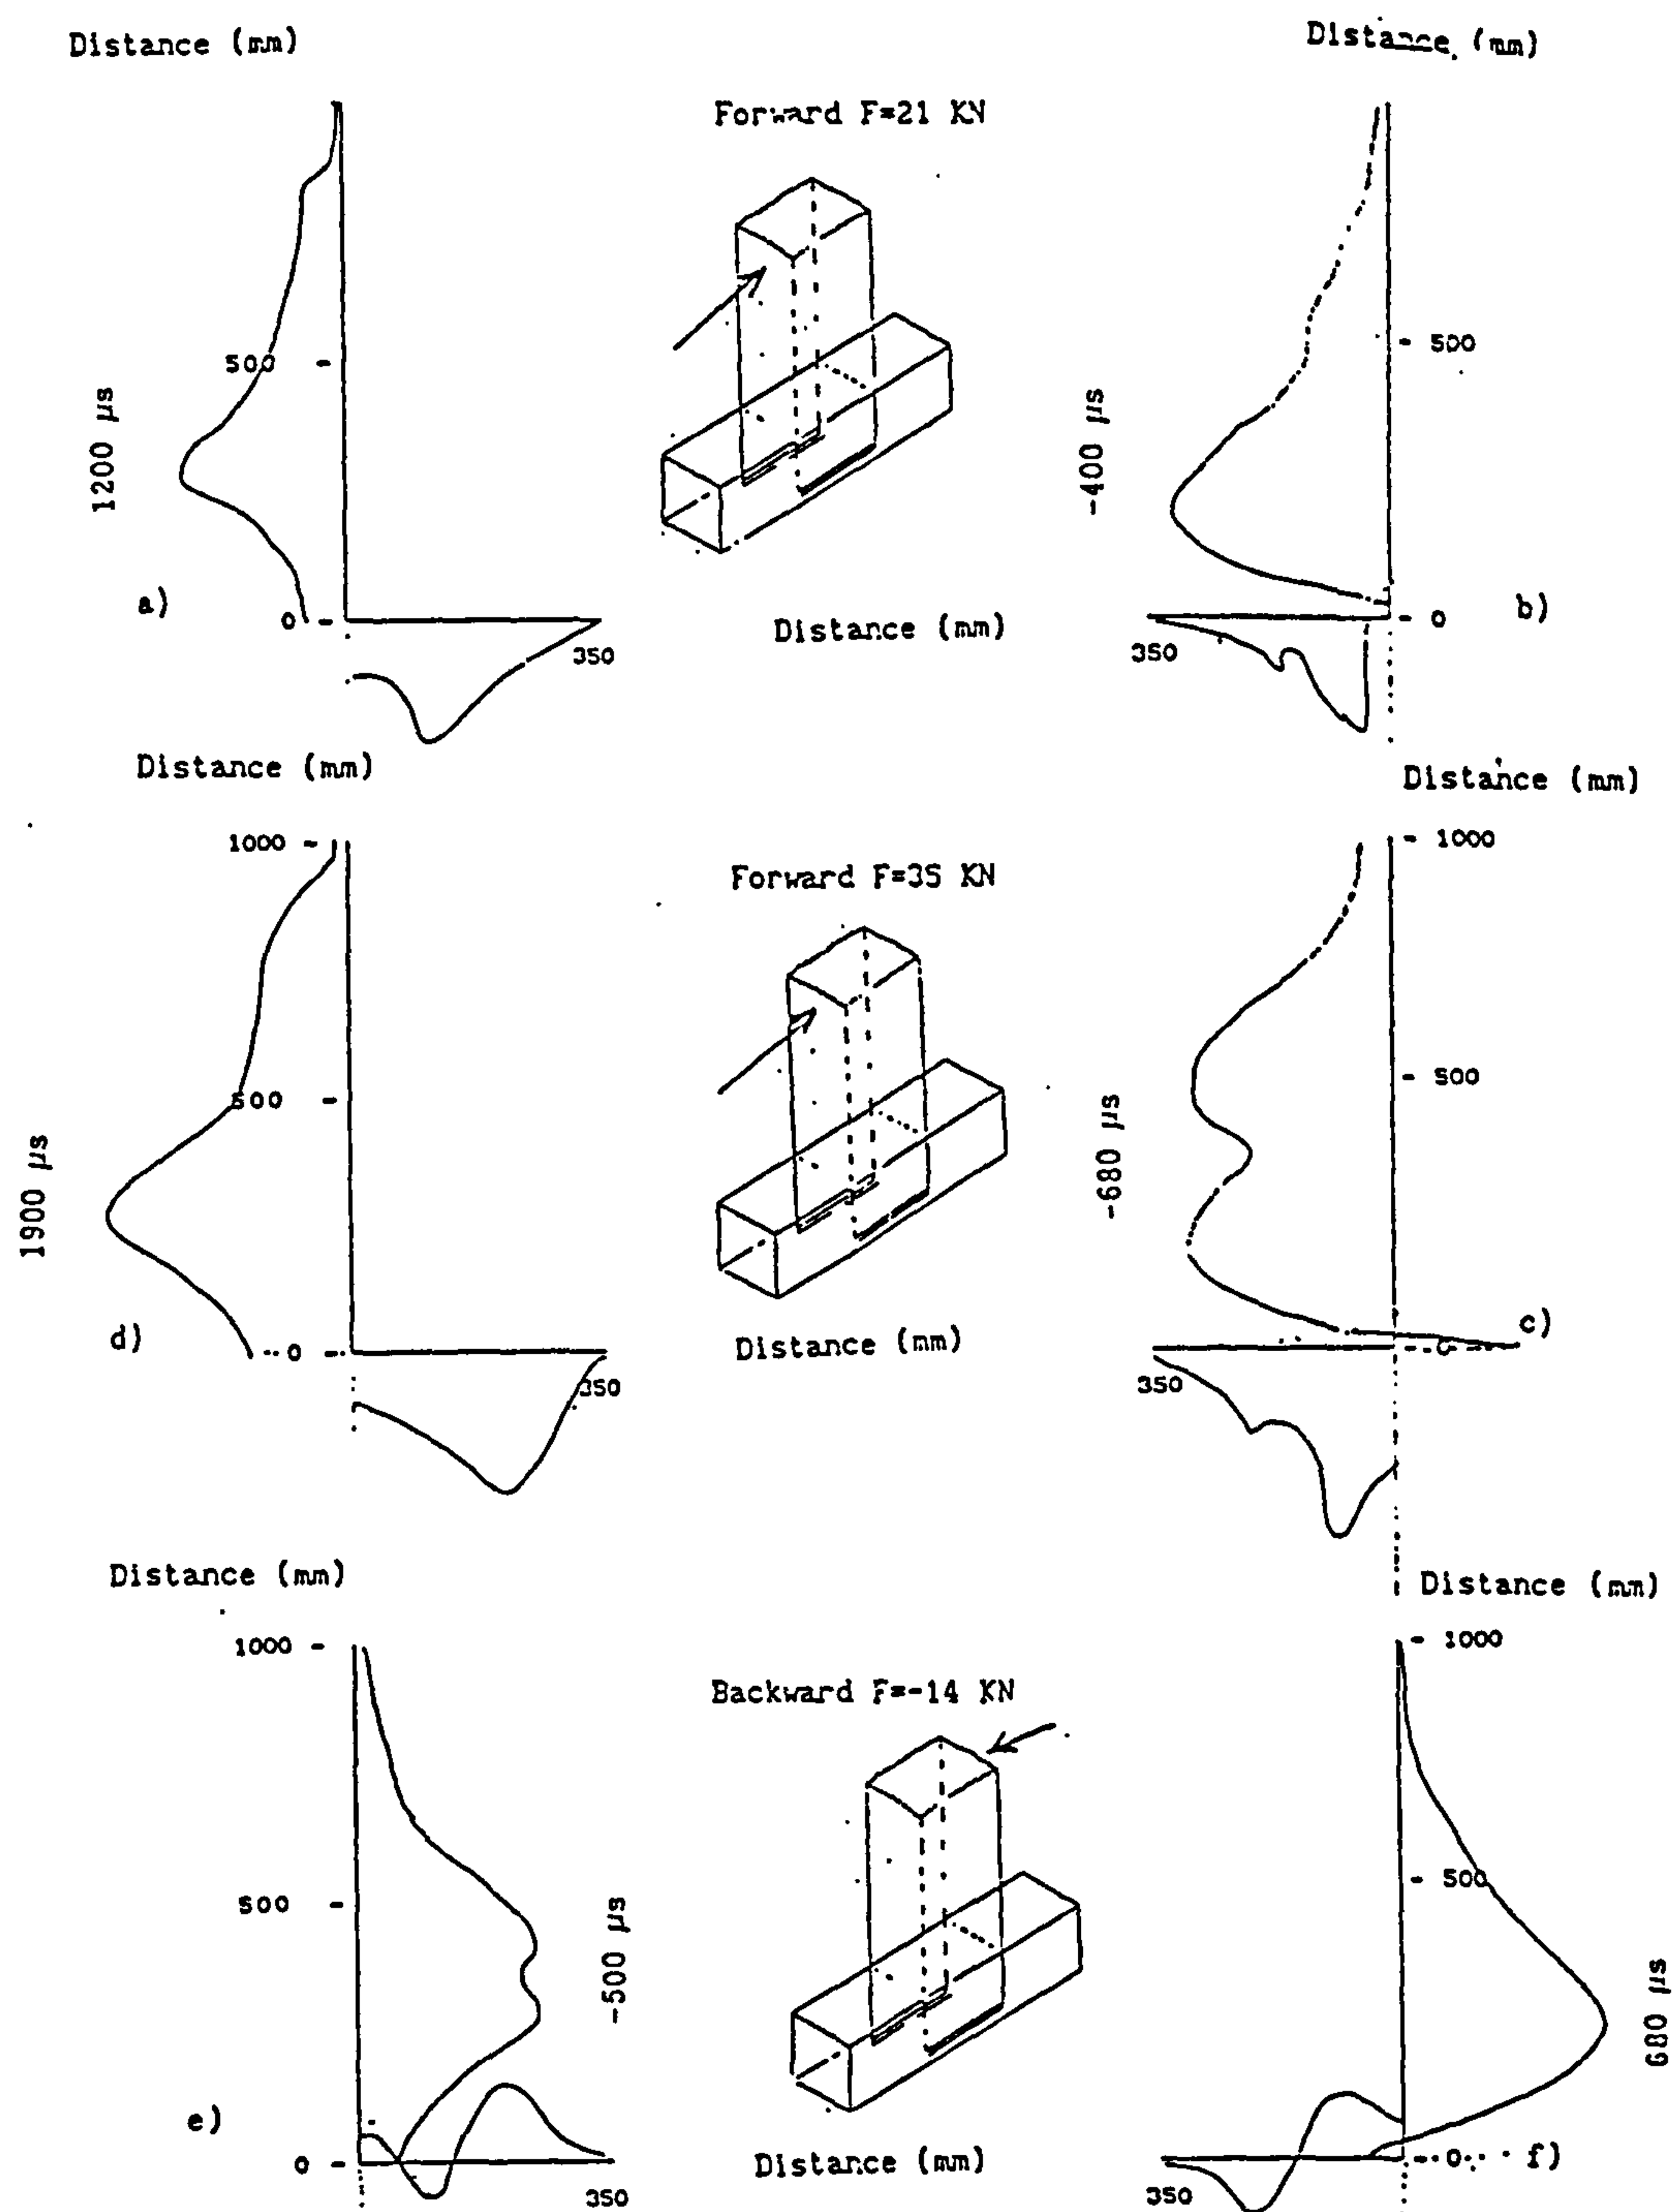 Distance (mm)
Distance (mm)
Forward F=21 KN
500
500
1200 µs
-400 µs
a)
0
350
Distance (mm)
350
0
b)
Distance (mm)
Distance (mm)
1000
1000
Forward F=35 KN
500
500
1900 µs
-680 µs
d)
0
350
Distance (mm)
350
0
c)
Distance (mm)
Distance (mm)
1000
1000
Backward F=-14 KN
500
500
-500 µs
680 µs
e)
0
350
Distance (mm)
350
0
f)